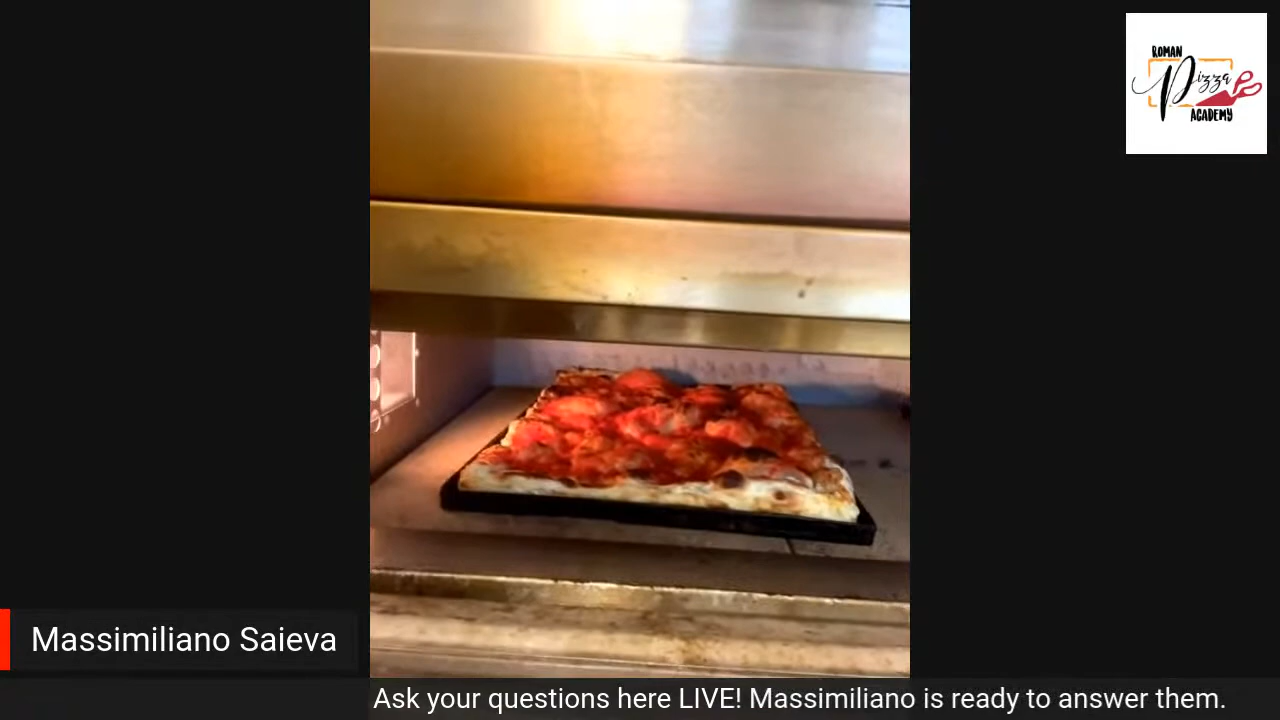 ROMAN
Pizza
ACADEMY
Massimiliano Saieva
Ask your questions here LIVE! Massimiliano is ready to answer them.